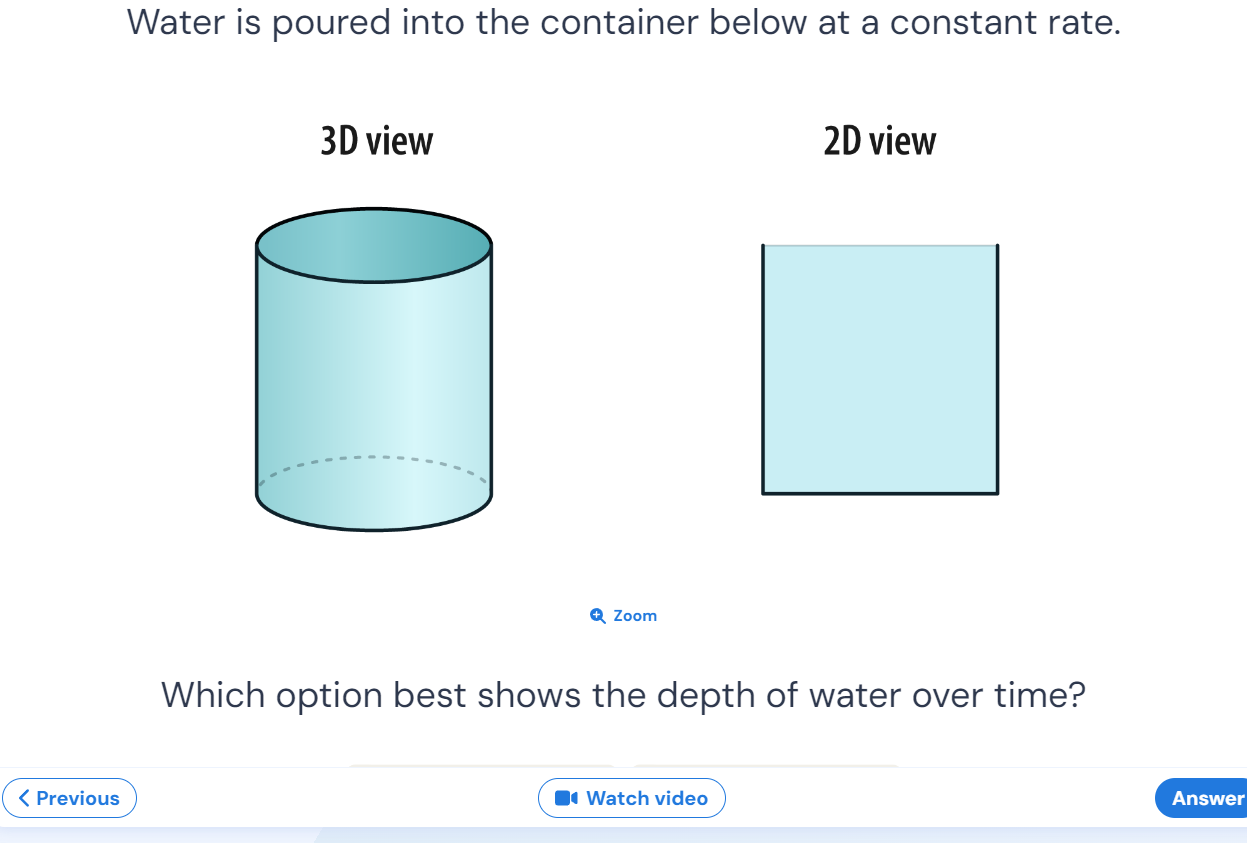 Water is poured into the container below at a constant rate.
3D view
2D view
Zoom
Which option best shows the depth of water over time?
Previous
Watch video
Answer